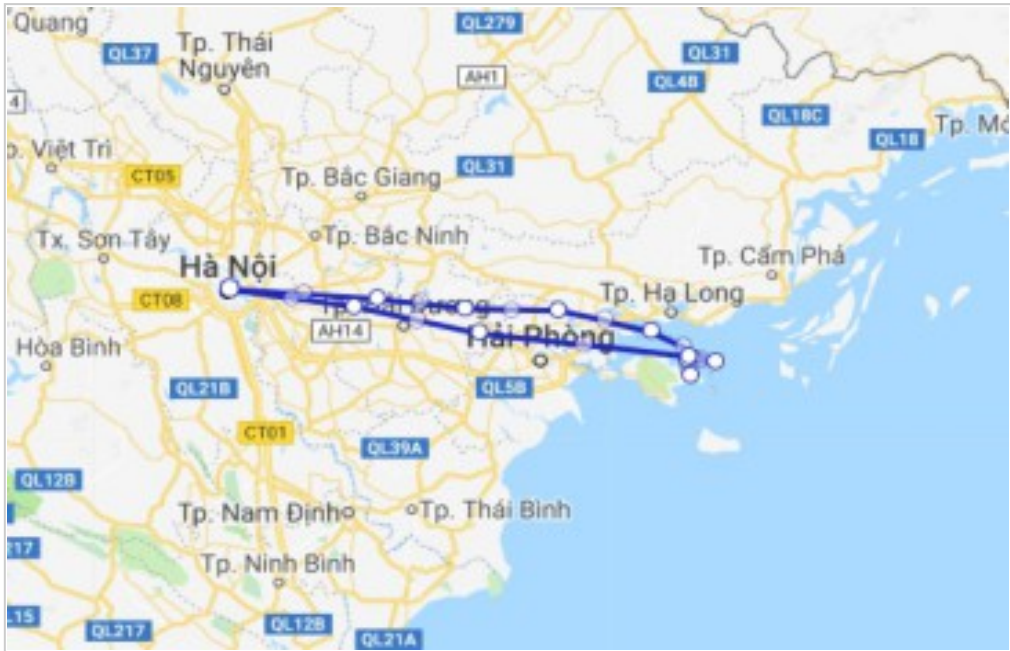 Quang
QL279
Tp. Thái
Nguyên
QL37
AH1
QL31
QL4B
QL18C
QL18
Tp. Mó
4
o. Việt Trì
CT05
QL31
Tp. Bắc Giang
Tx. Sơn Tây
Tp. Bắc Ninh
Hà Nội
CT08
Tp. Cẩm Phả
Tp. Hạ Long
AH14
Hải Phòng
Hòa Bình
QL21B
QL5B
CT01
QL39A
QL12B
Tp. Nam Định
Tp. Thái Bình
217
Tp. Ninh Bình
L15
QL217
QL12B
QL21A